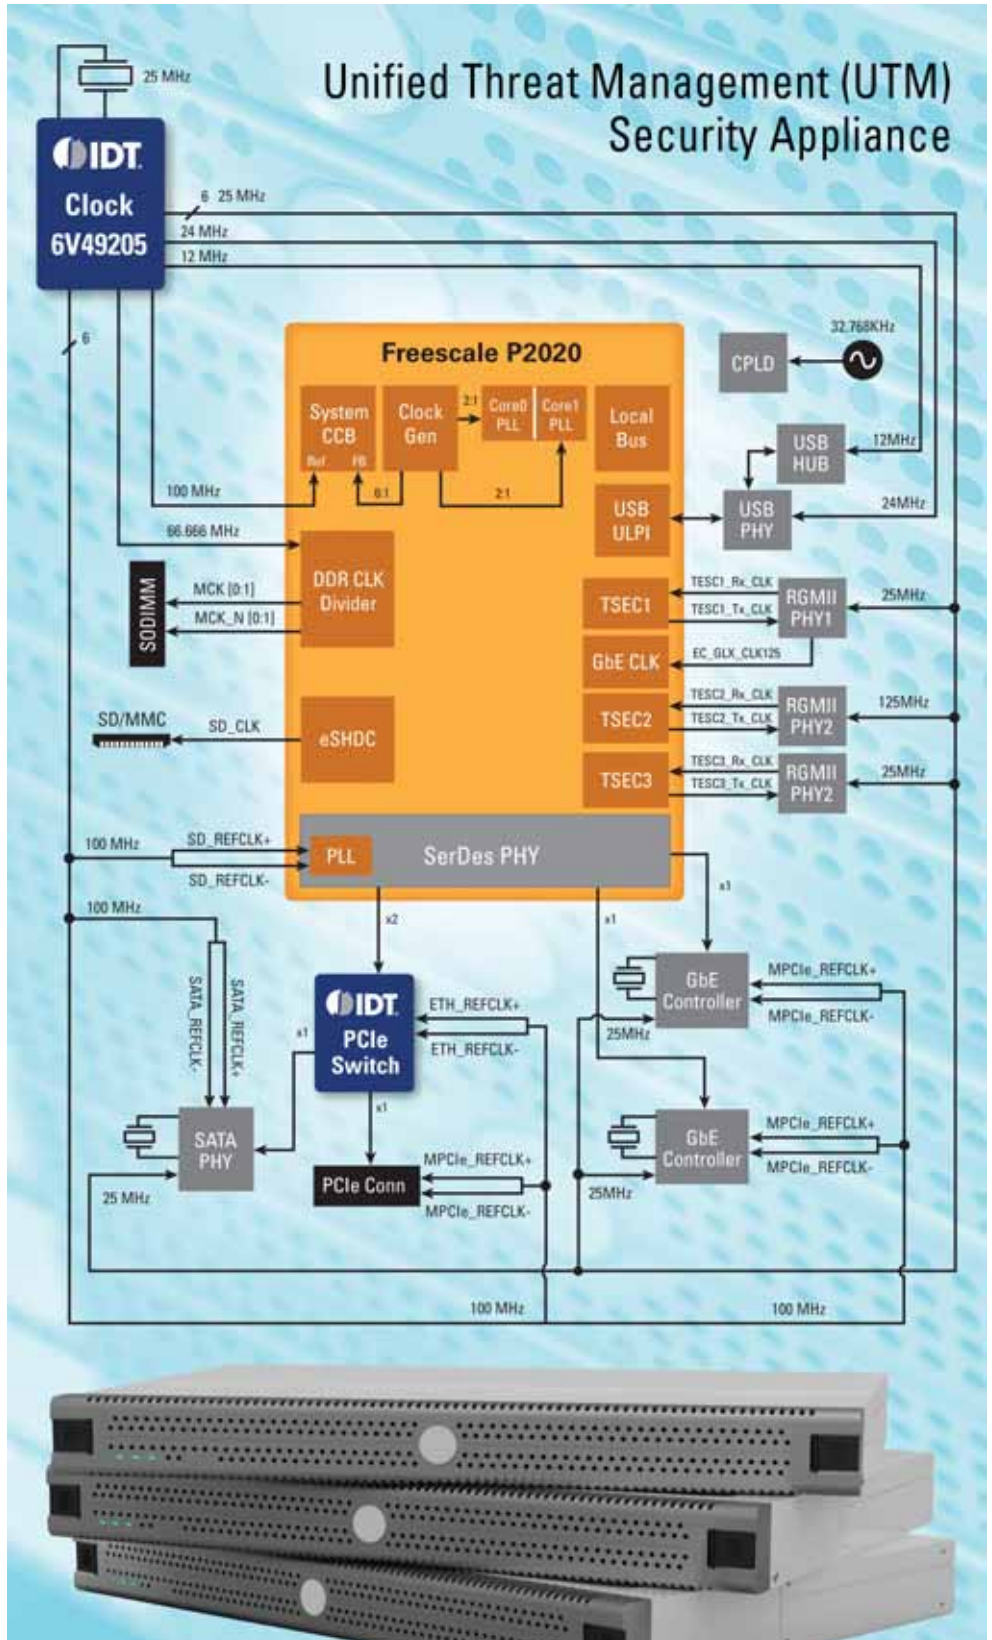 25 MHz
Unified Threat Management (UTM)
Security Appliance
IDT.
Clock
6V49205
6 25 MHz
24 MHz
12 MHz
6
Freescale P2020
32.768KHz
CPLD
System
CCB
Ref FB
Clock
Gen
2:1
Core0
PLL
Core1
PLL
Local
Bus
USB
HUB
12MHz
100 MHz
6:1
2:1
USB
ULPI
USB
PHY
24MHz
66.666 MHz
DDR CLK
Divider
SODIMM
MCK [0:1]
MCK_N [0:1]
TSEC1
TESC1_Rx_CLK
TESC1_Tx_CLK
RGMII
PHY1
25MHz
GbE CLK
EC_GLX_CLK125
TSEC2
TESC2_Rx_CLK
TESC2_Tx_CLK
RGMII
PHY2
125MHz
SD/MMC
SD_CLK
eSHDC
TSEC3
TESC3_Rx_CLK
TESC3_Tx_CLK
RGMII
PHY2
25MHz
100 MHz
SD_REFCLK+
SD_REFCLK-
PLL
SerDes PHY
100 MHz
x2
x1
x1
SATA_REFCLK-
SATA_REFCLK+
IDT.
PCIe
Switch
ETH_REFCLK+
ETH_REFCLK-
GbE
Controller
MPCIe_REFCLK+
MPCIe_REFCLK-
25MHz
x1
x1
SATA
PHY
25 MHz
PCIe Conn
MPCIe_REFCLK+
MPCIe_REFCLK-
GbE
Controller
MPCIe_REFCLK+
MPCIe_REFCLK-
25MHz
100 MHz
100 MHz